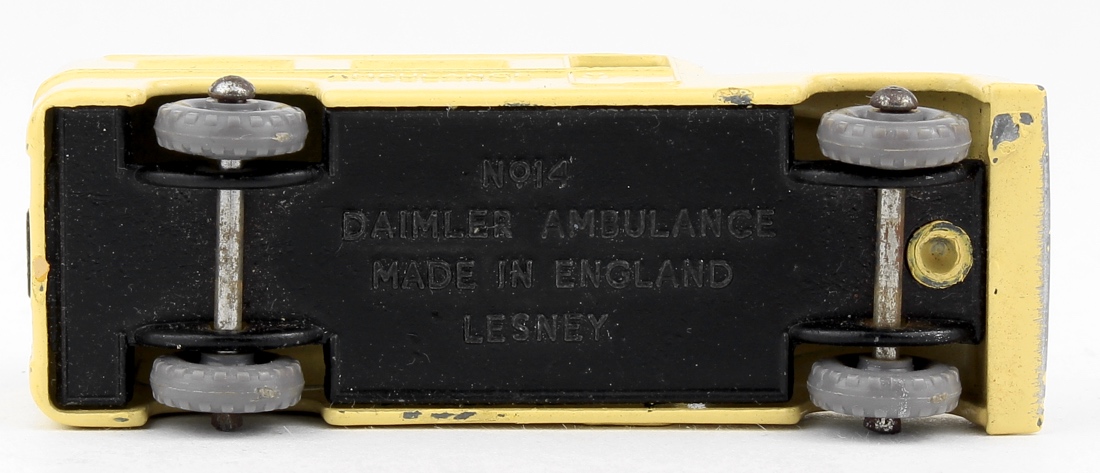 No14
DAIMLER AMBULANCE
MADE IN ENGLAND
LESNEY